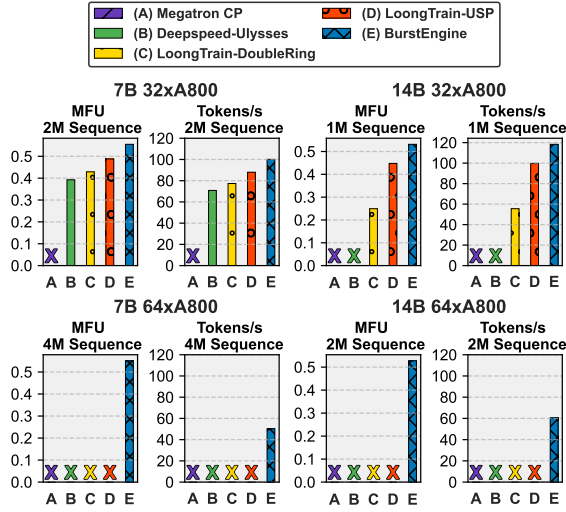 (A) Megatron CP
(B) Deepspeed-Ulysses
(C) LoongTrain-DoubleRing
(D) LoongTrain-USP
(E) BurstEngine
7B 32xA800
14B 32xA800
MFU
2M Sequence
0.5
0.4
0.3
0.2
0.1
0.0
A B C D E
Tokens/s
2M Sequence
120
100
80
60
40
20
0
A B C D E
MFU
1M Sequence
0.5
0.4
0.3
0.2
0.1
0.0
A B C D E
Tokens/s
1M Sequence
120
100
80
60
40
20
0
A B C D E
7B 64xA800
14B 64xA800
MFU
4M Sequence
0.5
0.4
0.3
0.2
0.1
0.0
A B C D E
Tokens/s
4M Sequence
120
100
80
60
40
20
0
A B C D E
MFU
2M Sequence
0.5
0.4
0.3
0.2
0.1
0.0
A B C D E
Tokens/s
2M Sequence
120
100
80
60
40
20
0
A B C D E